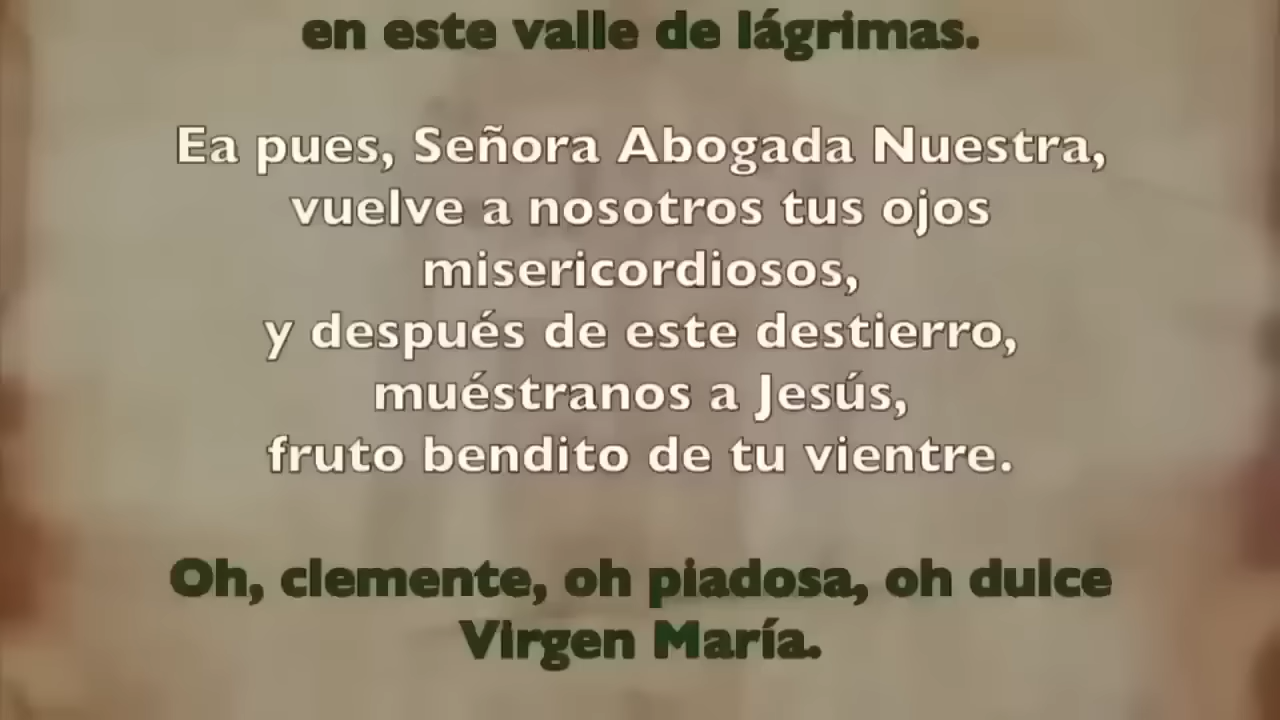 en este valle de lágrimas.
Ea pues, Señora Abogada Nuestra,
vuelve a nosotros tus ojos
misericordiosos,
y después de este destierro,
muéstranos a Jesús,
fruto bendito de tu vientre.
Oh, clemente, oh piadosa, oh dulce
Virgen María.